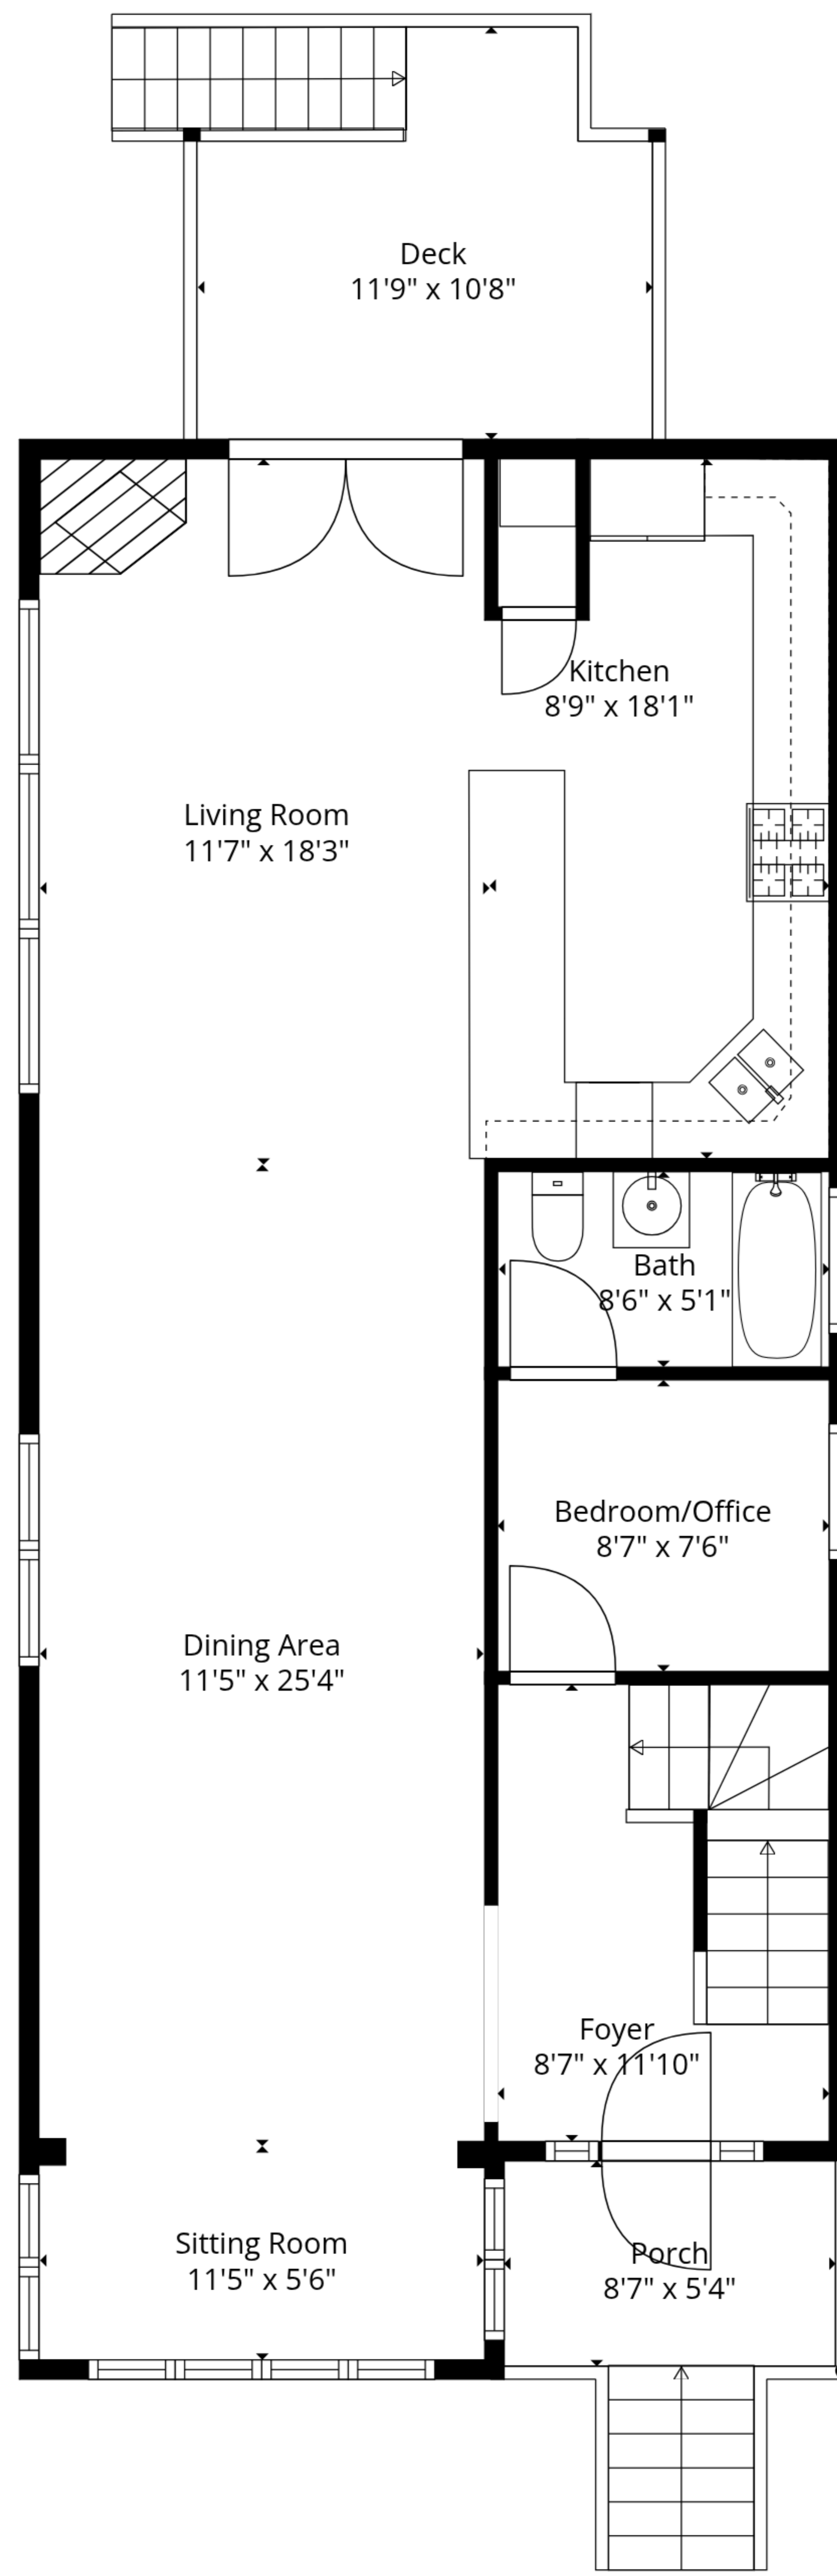 Deck
11'9" x 10'8"
Kitchen
8'9" x 18'1"
Living Room
11'7" x 18'3"
Bath
8'6" x 5'1"
Bedroom/Office
8'7" x 7'6"
Dining Area
11'5" x 25'4"
Foyer
8'7" x 11'10"
Sitting Room
11'5" x 5'6"
Porch
8'7" x 5'4"